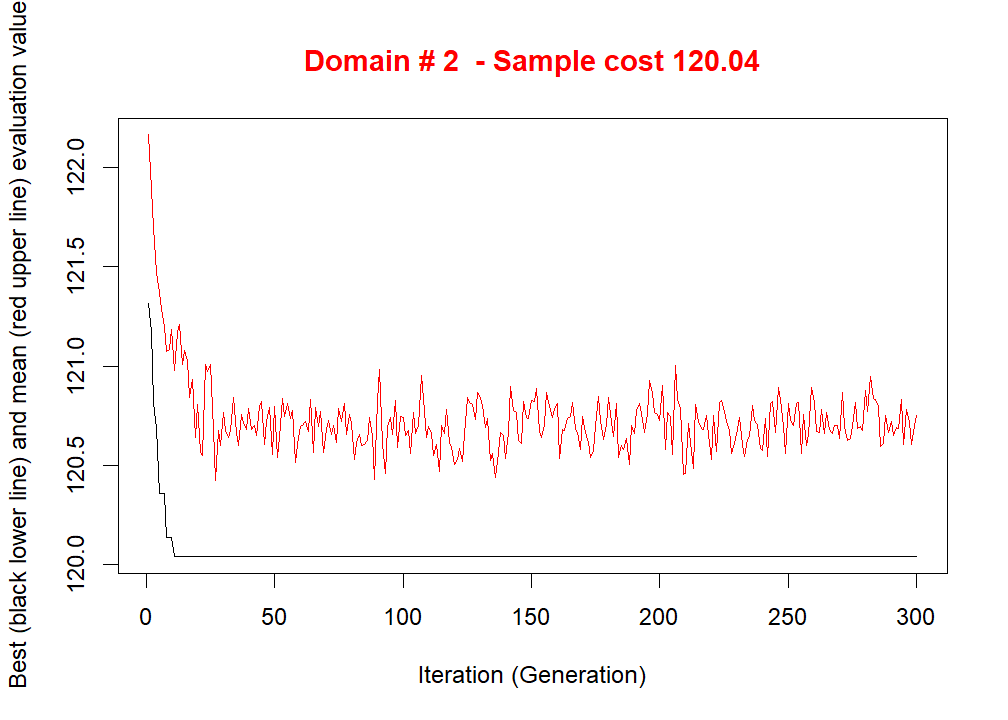 Domain # 2  - Sample cost 120.04
Best (black lower line) and mean (red upper line) evaluation value
122.0
121.5
121.0
120.5
120.0
0 50 100 150 200 250 300
Iteration (Generation)